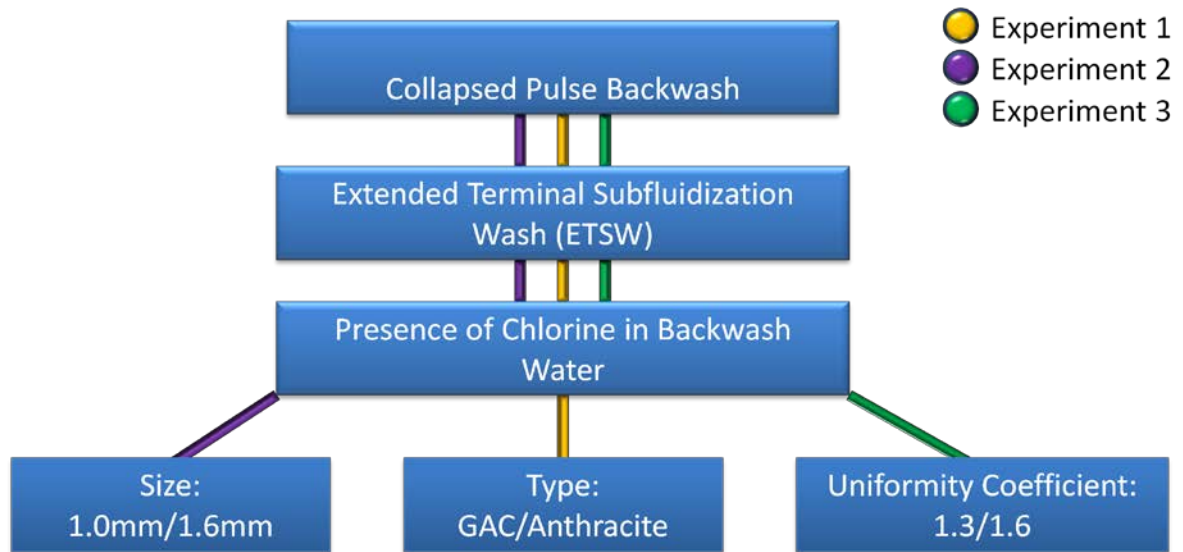 Experiment 1
Experiment 2
Experiment 3
Collapsed Pulse Backwash
Extended Terminal Subfluidization
Wash (ETSW)
Presence of Chlorine in Backwash
Water
Size:
1.0mm/1.6mm
Type:
GAC/Anthracite
Uniformity Coefficient:
1.3/1.6